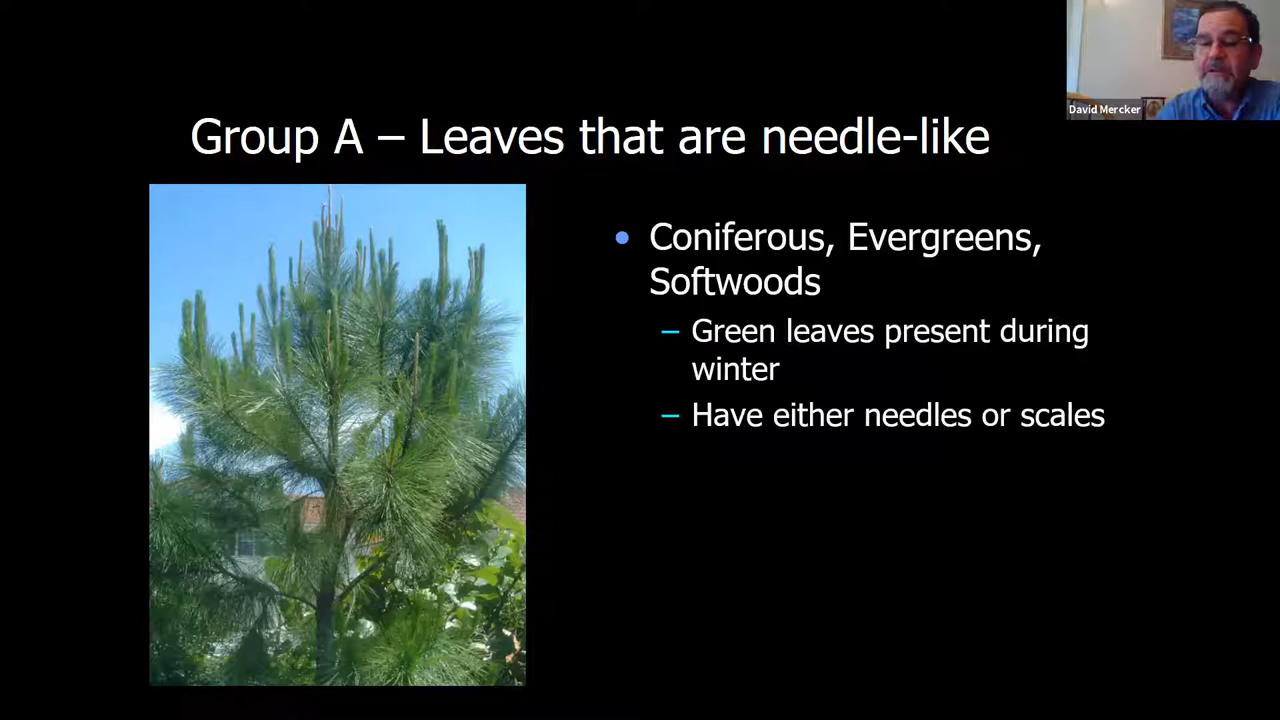 David Mercker
Group A – Leaves that are needle-like
• Coniferous, Evergreens,
Softwoods
– Green leaves present during
winter
– Have either needles or scales